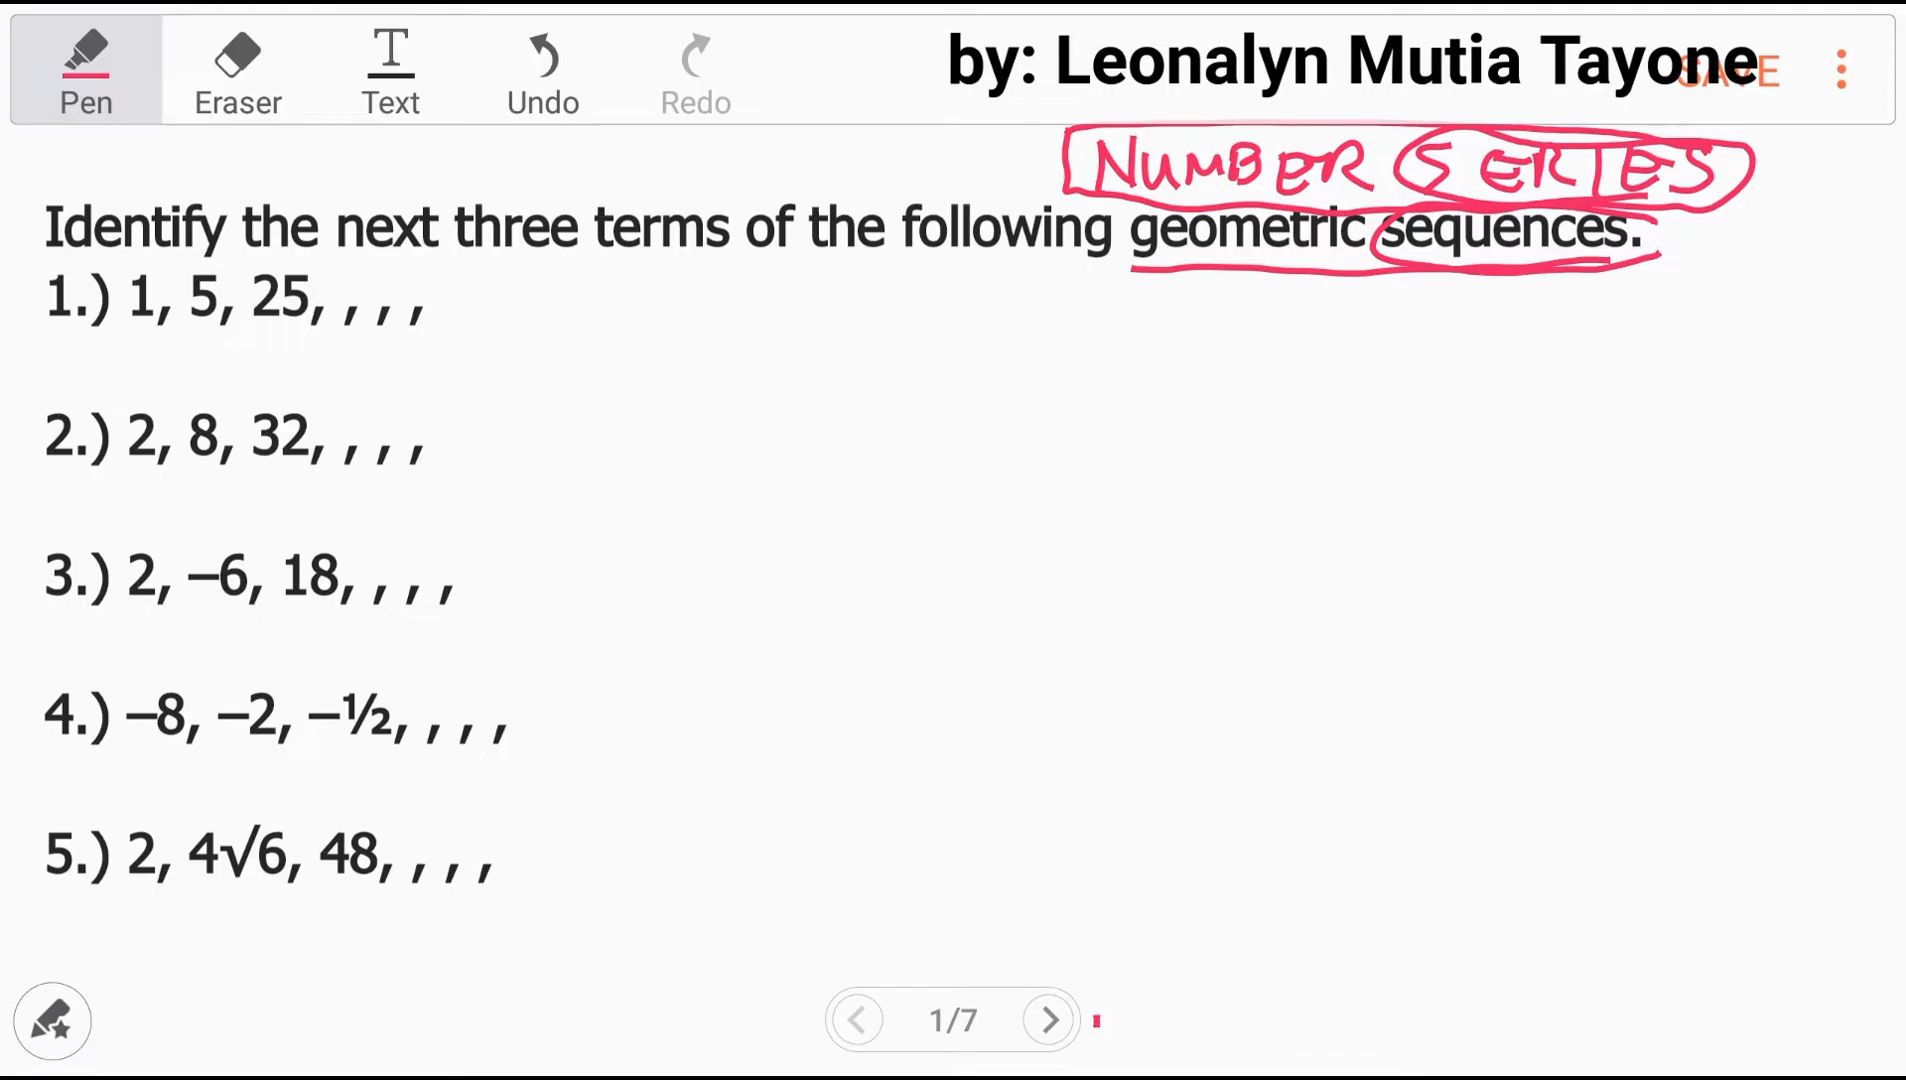 by: Leonalyn Mutia Tayone
SAVE
Pen Eraser Text Undo Redo
NUMBER SERIES
Identify the next three terms of the following geometric sequences.
1.) 1, 5, 25, , , ,
2.) 2, 8, 32, , , ,
3.) 2, –6, 18, , , ,
4.) –8, –2, –½, , , ,
5.) 2, 4√6, 48, , , ,
1/7